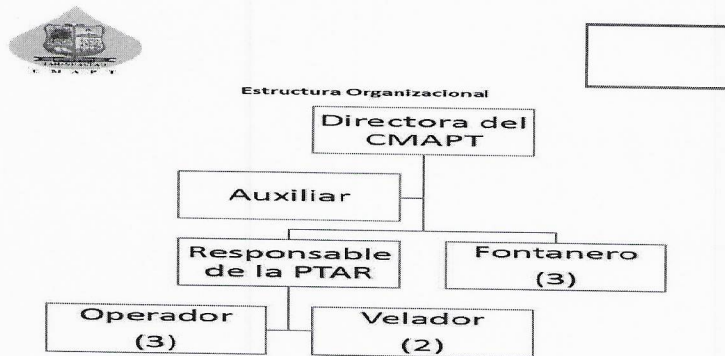 C M A P T
Estructura Organizacional
Directora del
CMAPT
Auxiliar
Responsable
de la PTAR
Fontanero
(3)
Operador
(3)
Velador
(2)